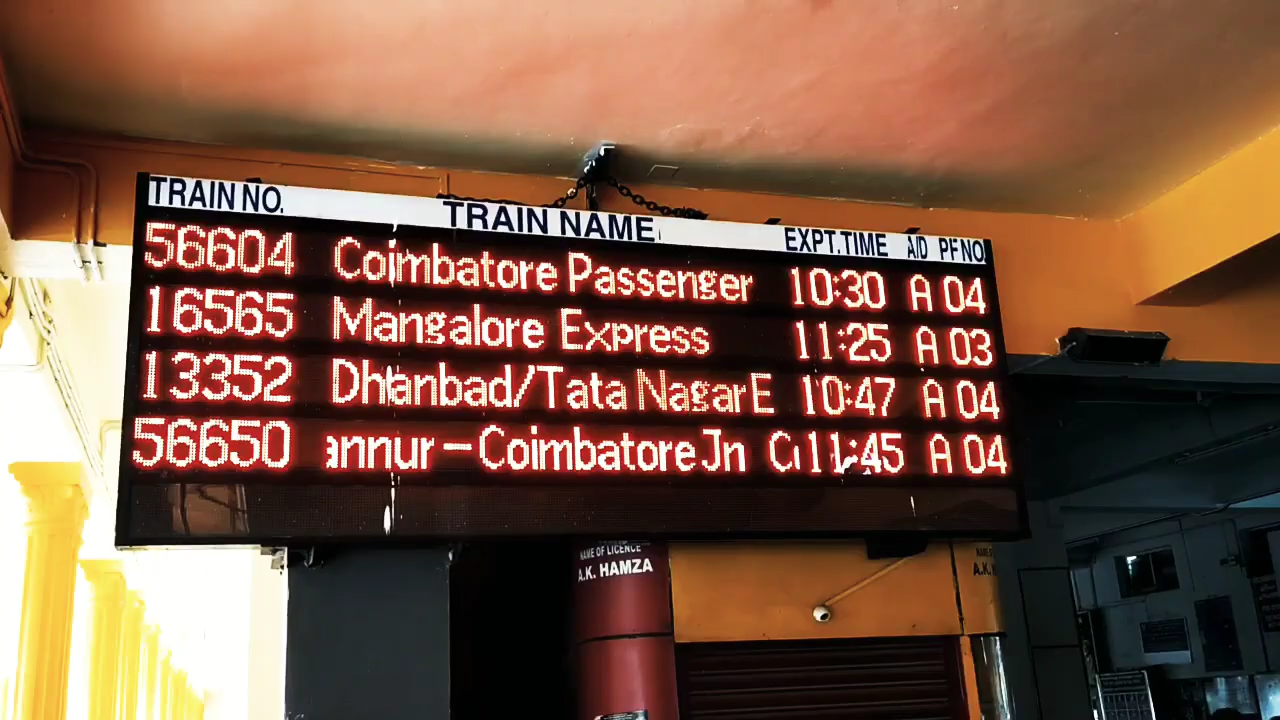 TRAIN NO. TRAIN NAME EXPT.TIME A/D PF NO.
56604 Coimbatore Passenger 10:30 A 04
16565 Mangalore Express 11:25 A 03
13352 Dhanbad/Tata Nagar E 10:47 A 04
56650 annur - Coimbatore Jn C 11:45 A 04
NAME OF LICENCE
A.K. HAMZA
NAME
A.K.